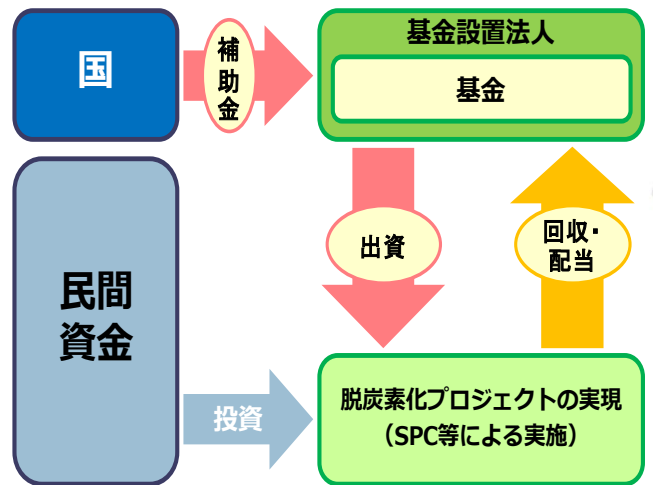 国
補
助
金
基金設置法人
基金
出資
回収・
配当
民間
資金
投資
脱炭素化プロジェクトの実現
（SPC等による実施）